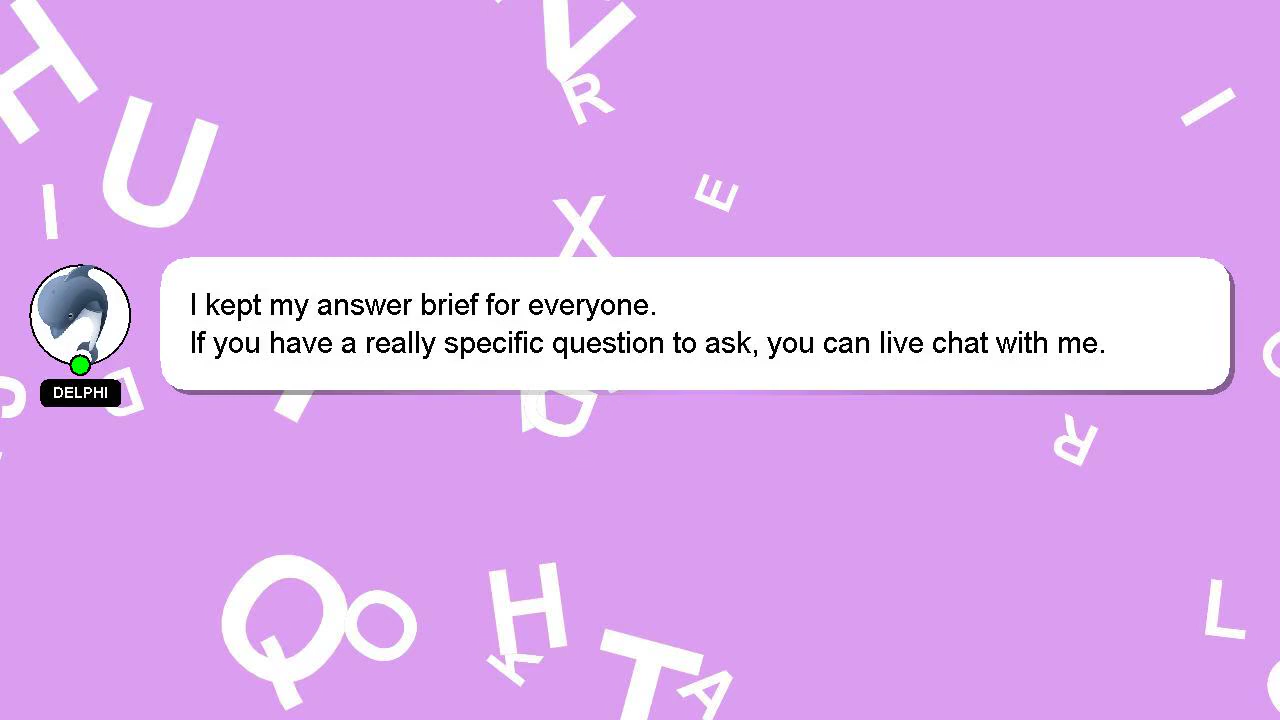 H
V
R
U
I
E
I
X
I kept my answer brief for everyone.
If you have a really specific question to ask, you can live chat with me.
DELPHI
D
R
Q
O
H
K
T
A
L